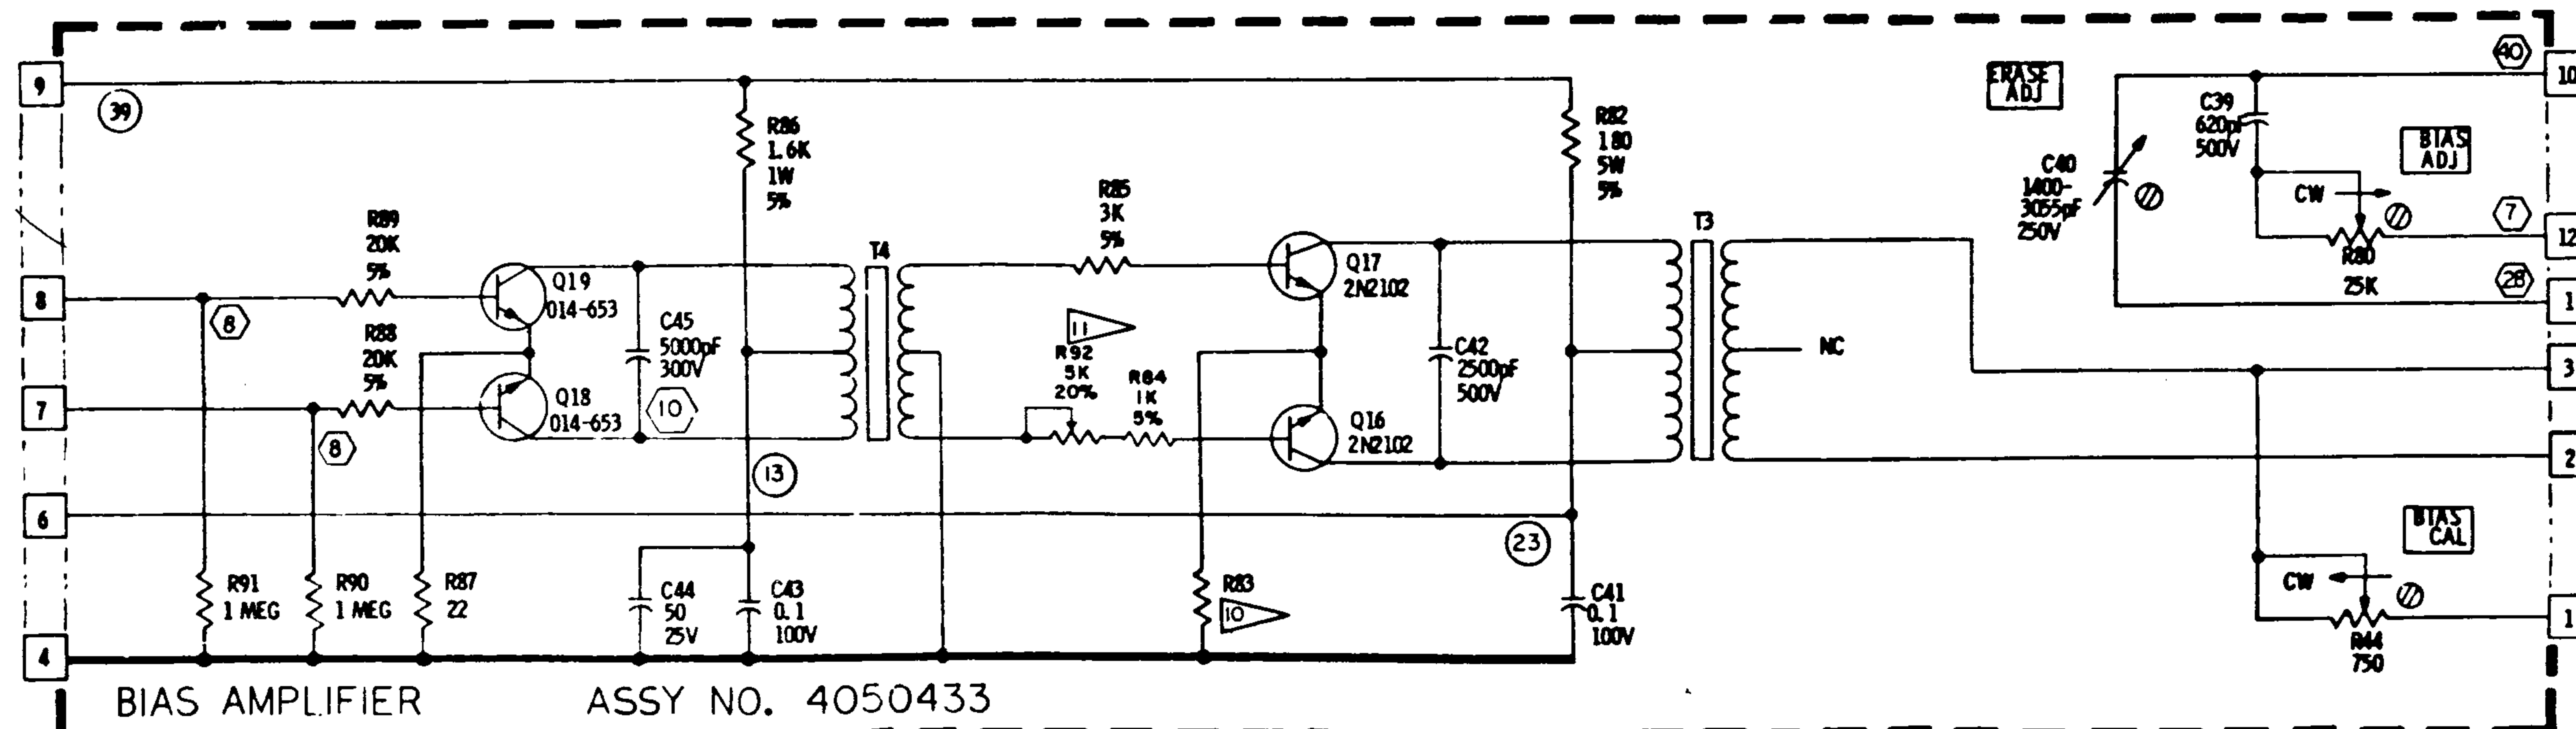 9
39
R86
1.6K
1W
5%
R82
180
5W
5%
ERASE
ADJ
40
10
C39
620pF
500V
BIAS
ADJ
C40
1400-
3055pF
250V
CW
7
12
R80
25K
28
1
R89
20K
5%
8
8
Q19
014-653
R88
20K
5%
7
8
Q18
014-653
C45
5000pF
300V
10
T4
R85
3K
5%
11
R92
5K
20%
R84
1K
5%
Q17
2N2102
Q16
2N2102
C42
2500pF
500V
T3
NC
3
2
13
6
23
BIAS
CAL
CW
R44
750
1
R91
1 MEG
R90
1 MEG
R87
22
C44
50
25V
C43
0.1
100V
R83
10
C41
0.1
100V
4
BIAS AMPLIFIER
ASSY NO. 4050433